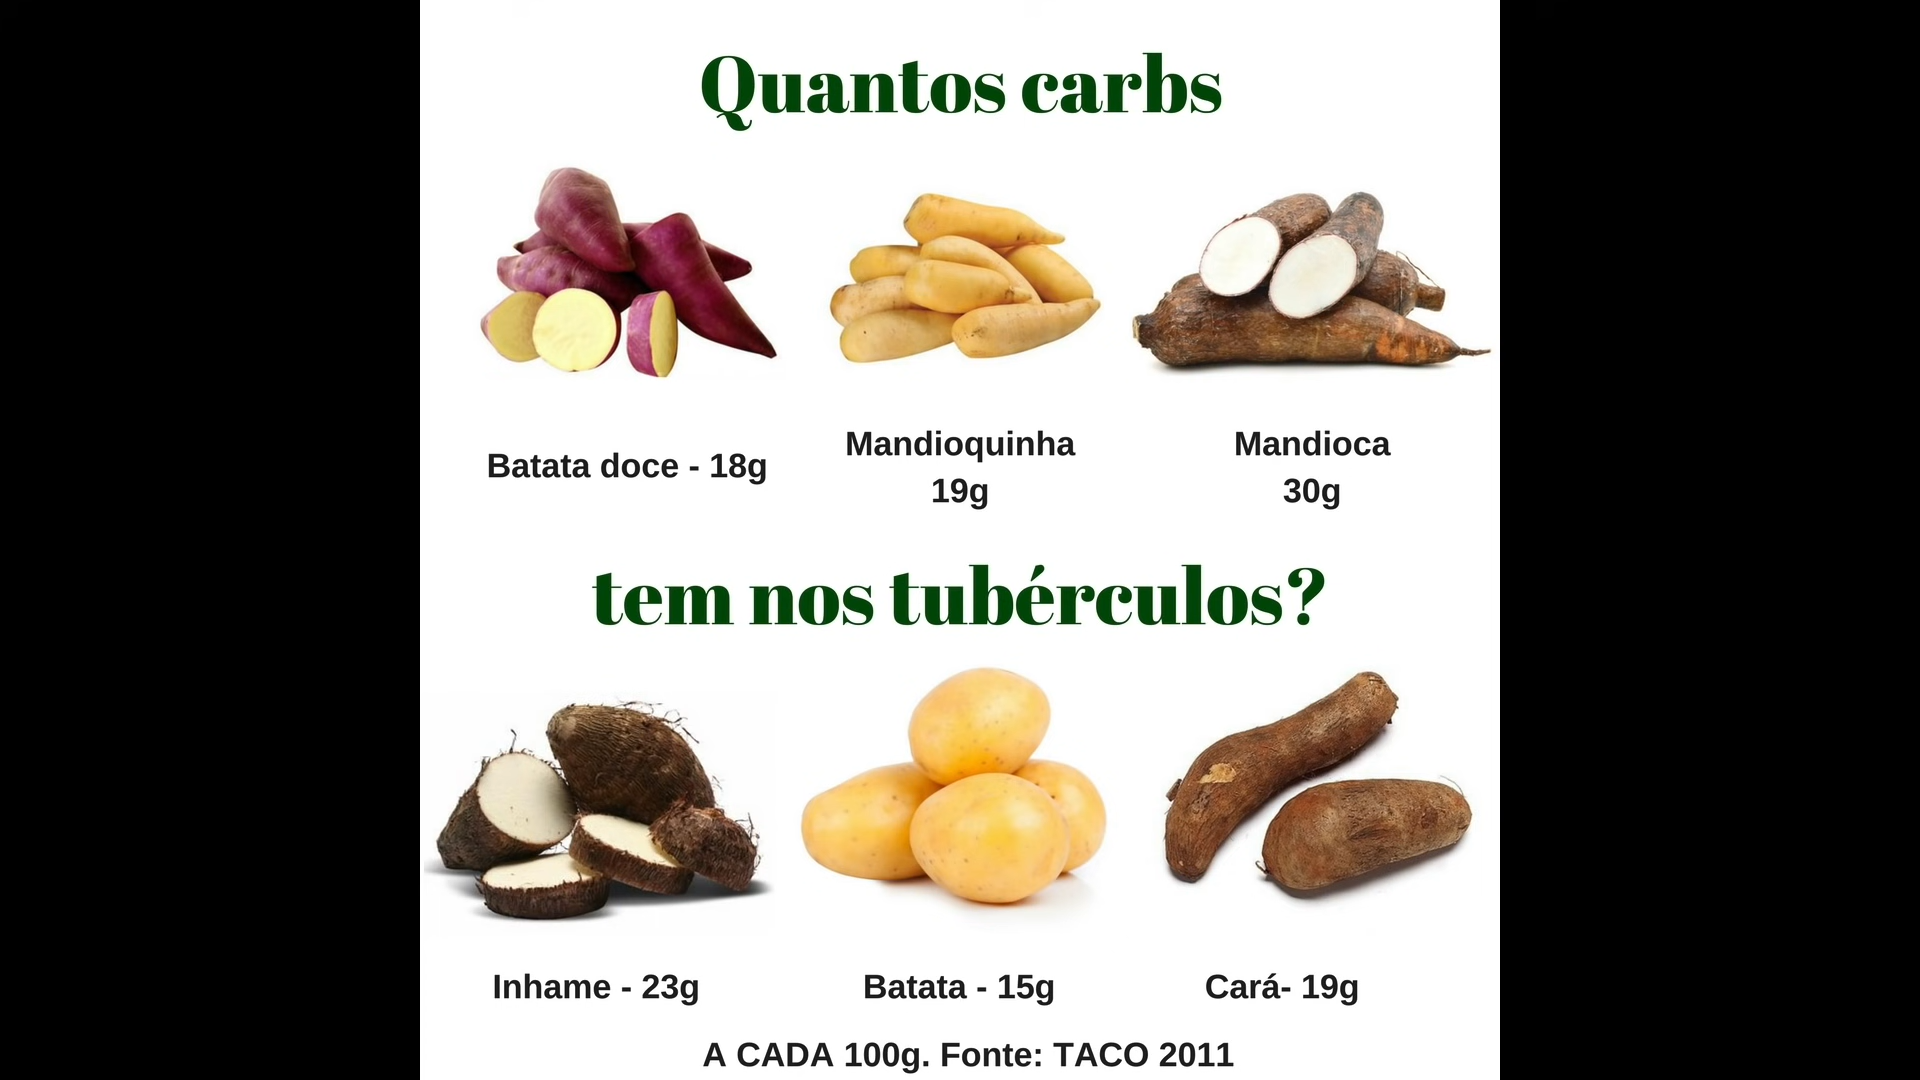 Quantos carbs
Batata doce - 18g
Mandioquinha
19g
Mandioca
30g
tem nos tubérculos?
Inhame - 23g
Batata - 15g
Cará- 19g
A CADA 100g. Fonte: TACO 2011